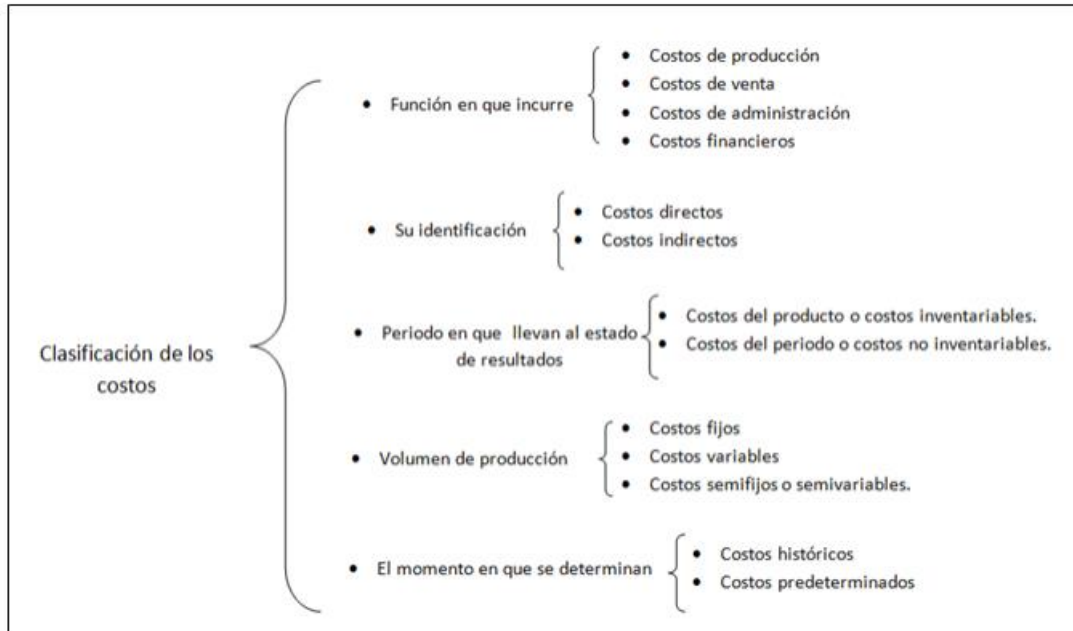 Clasificación de los
costos
• Función en que incurre
• Costos de producción
• Costos de venta
• Costos de administración
• Costos financieros
• Su identificación
• Costos directos
• Costos indirectos
• Periodo en que llevan al estado
de resultados
• Costos del producto o costos inventariables.
• Costos del periodo o costos no inventariables.
• Volumen de producción
• Costos fijos
• Costos variables
• Costos semifijos o semivariables.
• El momento en que se determinan
• Costos históricos
• Costos predeterminados